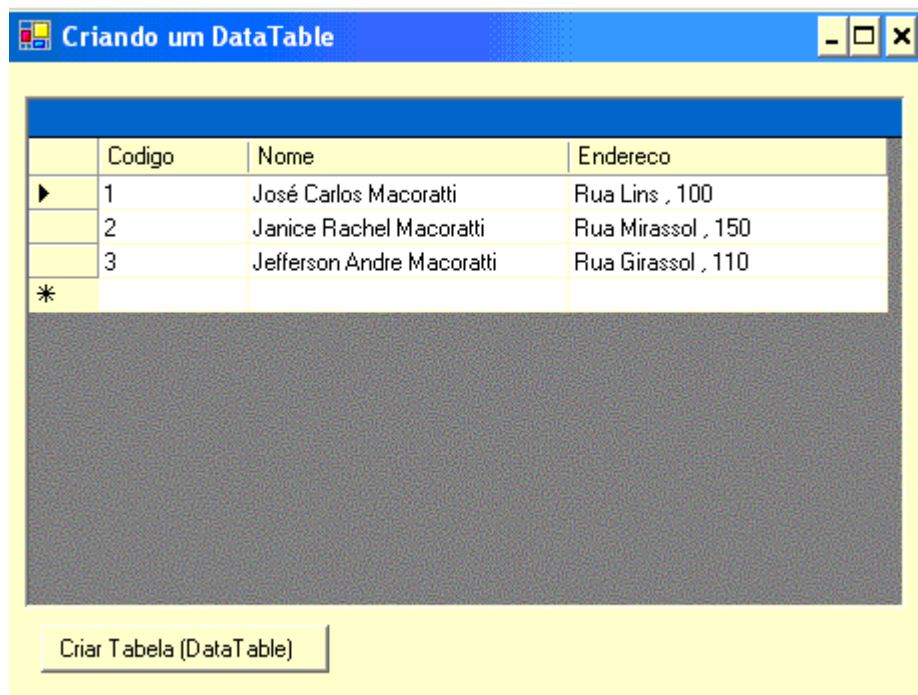 Criando um DataTable
Codigo Nome Endereco
1 José Carlos Macoratti Rua Lins , 100
2 Janice Rachel Macoratti Rua Mirassol , 150
3 Jefferson Andre Macoratti Rua Girassol , 110
Criar Tabela (DataTable)